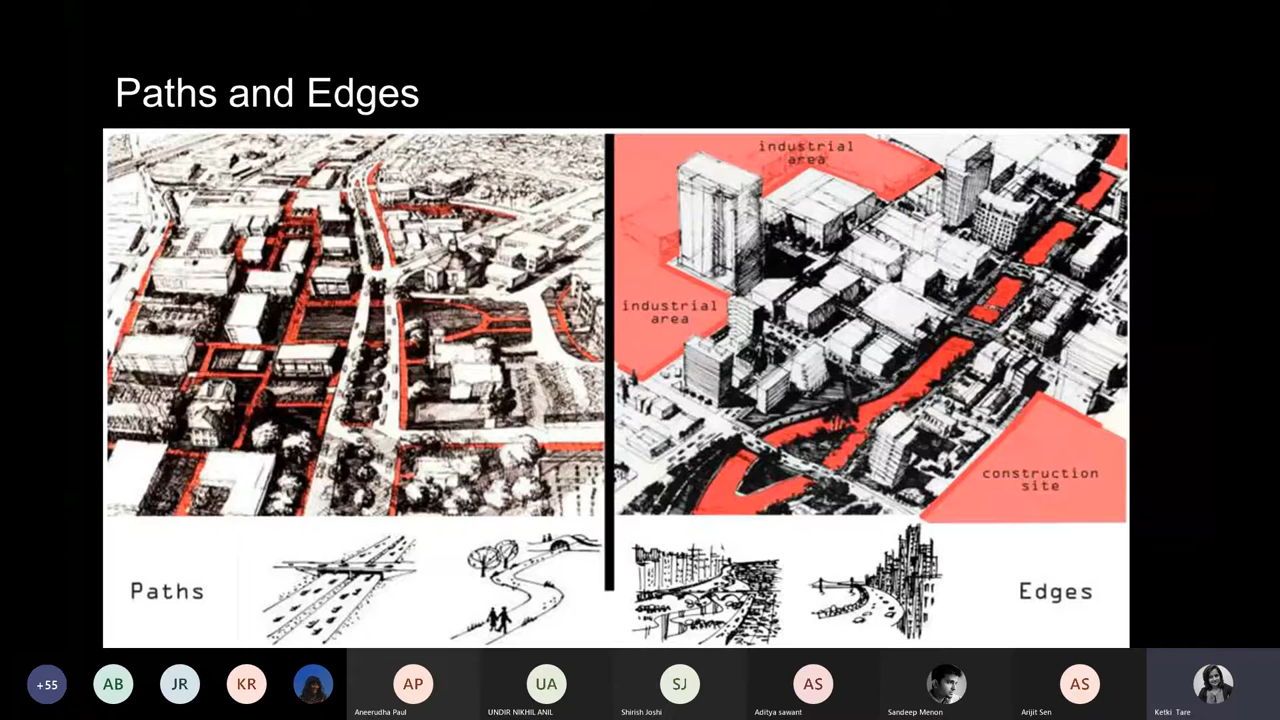 Paths and Edges
industrial
area
industrial
area
construction
site
Paths
Edges
+55
AB
JR
KR
AP
UA
SJ
AS
AS
Aneerudha Paul
UNDIR NIKHIL ANIL
Shirish Joshi
Aditya sawant
Sandeep Menon
Arijit Sen
Ketki Tare